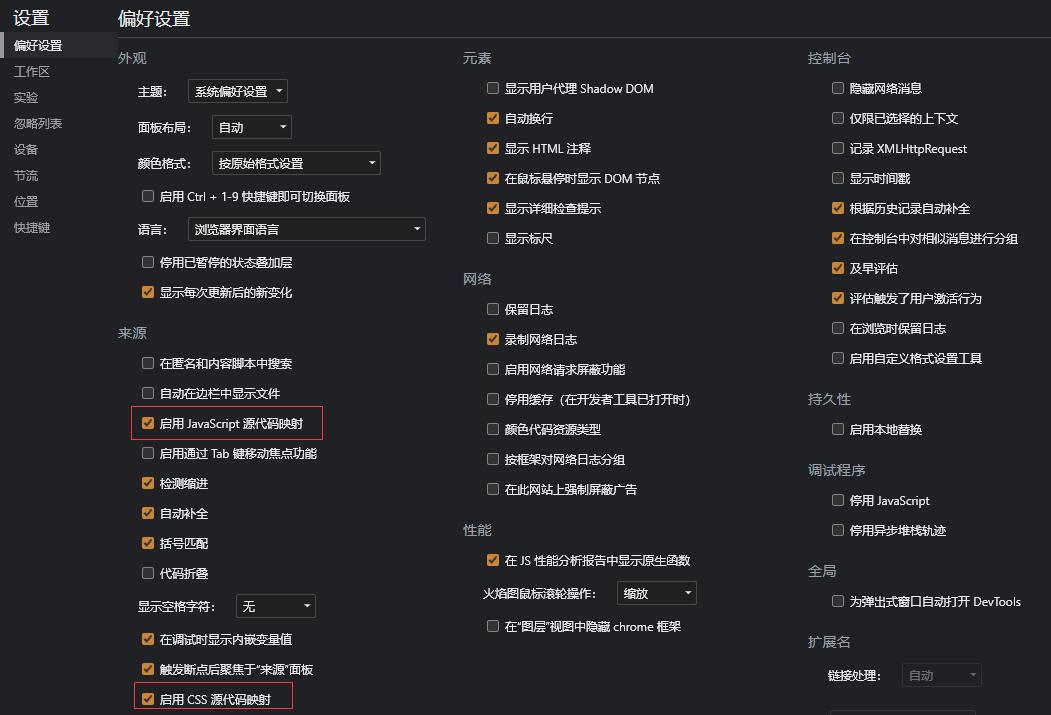 设置
偏好设置
工作区
实验
忽略列表
设备
节流
位置
快捷键
偏好设置
外观
主题： 系统偏好设置
面板布局： 自动
颜色格式： 按原始格式设置
启用 Ctrl + 1-9 快捷键即可切换面板
语言： 浏览器界面语言
停用已暂停的状态叠加层
显示每次更新后的新变化
来源
在匿名和内容脚本中搜索
自动在边栏中显示文件
启用 JavaScript 源代码映射
启用通过 Tab 键移动焦点功能
检测缩进
自动补全
括号匹配
代码折叠
显示空格字符： 无
在调试时显示内嵌变量值
触发断点后聚焦于“来源”面板
启用 CSS 源代码映射
元素
显示用户代理 Shadow DOM
自动换行
显示 HTML 注释
在鼠标悬停时显示 DOM 节点
显示详细检查提示
显示标尺
网络
保留日志
录制网络日志
启用网络请求屏蔽功能
停用缓存（在开发者工具已打开时）
颜色代码资源类型
按框架对网络日志分组
在此网站上强制屏蔽广告
性能
在 JS 性能分析报告中显示原生函数
火焰图鼠标滚轮操作： 缩放
在“图层”视图中隐藏 chrome 框架
控制台
隐藏网络消息
仅限已选择的上下文
记录 XMLHttpRequest
显示时间戳
根据历史记录自动补全
在控制台中对相似消息进行分组
及早评估
评估触发了用户激活行为
在浏览时保留日志
启用自定义格式设置工具
持久性
启用本地替换
调试程序
停用 JavaScript
停用异步堆栈轨迹
全局
为弹出式窗口自动打开 DevTools
扩展名
链接处理： 自动